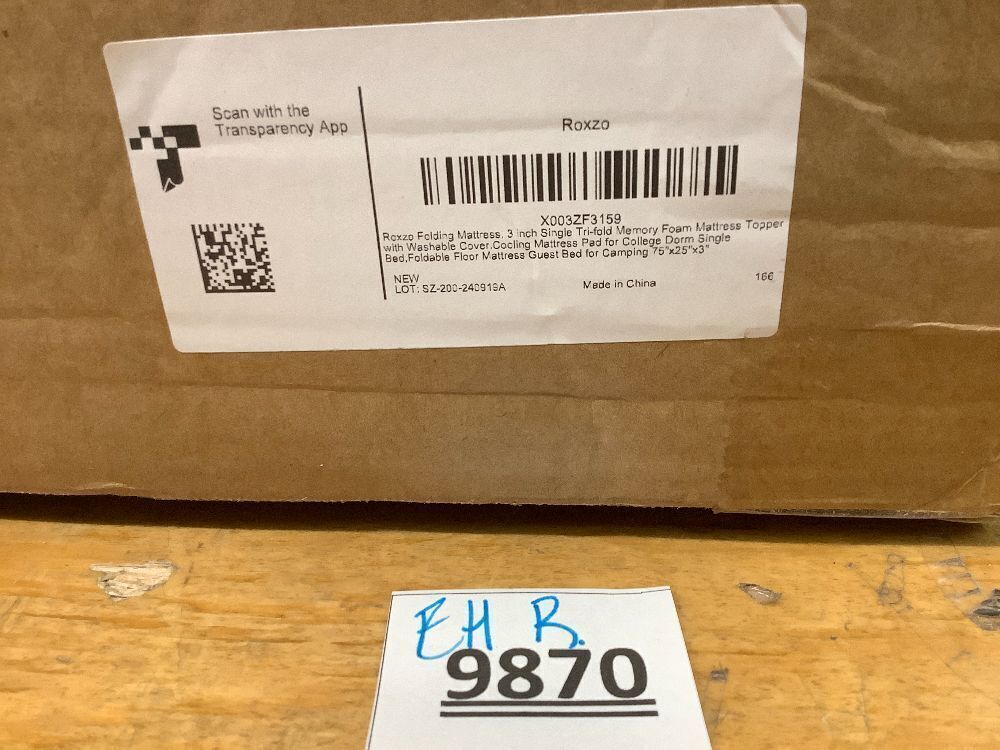 Scan with the
Transparency App
Roxzo
X003ZF3159
Roxzo Folding Mattress, 3 Inch Single Tri-fold Memory Foam Mattress Topper
with Washable Cover,Cooling Mattress Pad for College Dorm Single
Bed,Foldable Floor Mattress Guest Bed for Camping 75"x25"x3"
NEW
LOT: SZ-200-240919A
Made in China
166
EH B.
9870